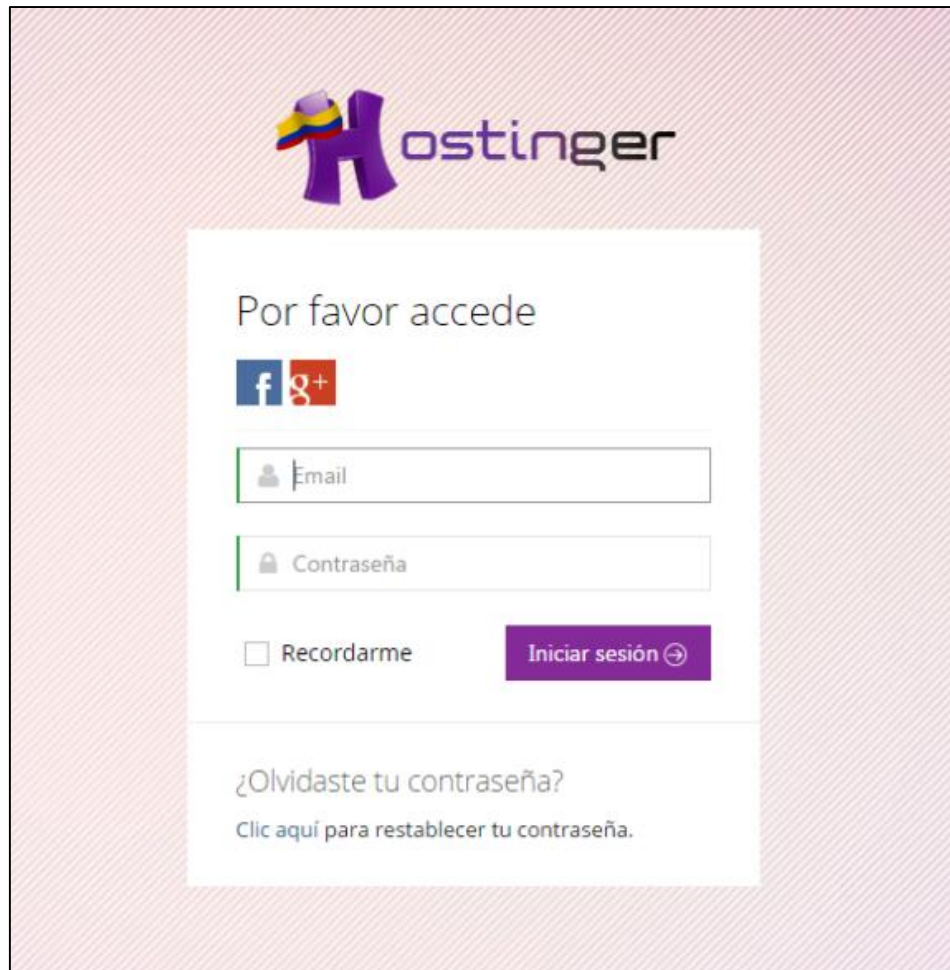 Hostinger
Por favor accede
f g+
Email
Contraseña
Recordarme
Iniciar sesión
¿Olvidaste tu contraseña?
Clic aquí para restablecer tu contraseña.